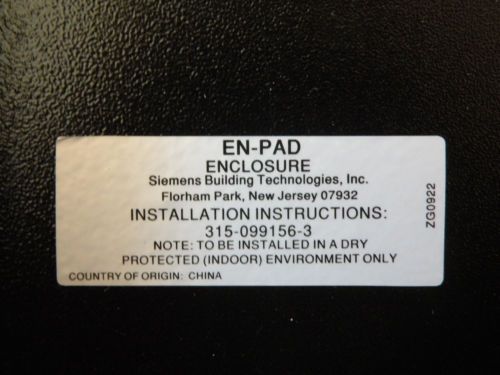 EN-PAD
ENCLOSURE
Siemens Building Technologies, Inc.
Florham Park, New Jersey 07932
INSTALLATION INSTRUCTIONS:
315-099156-3
NOTE: TO BE INSTALLED IN A DRY
PROTECTED (INDOOR) ENVIRONMENT ONLY
COUNTRY OF ORIGIN: CHINA
ZG0922